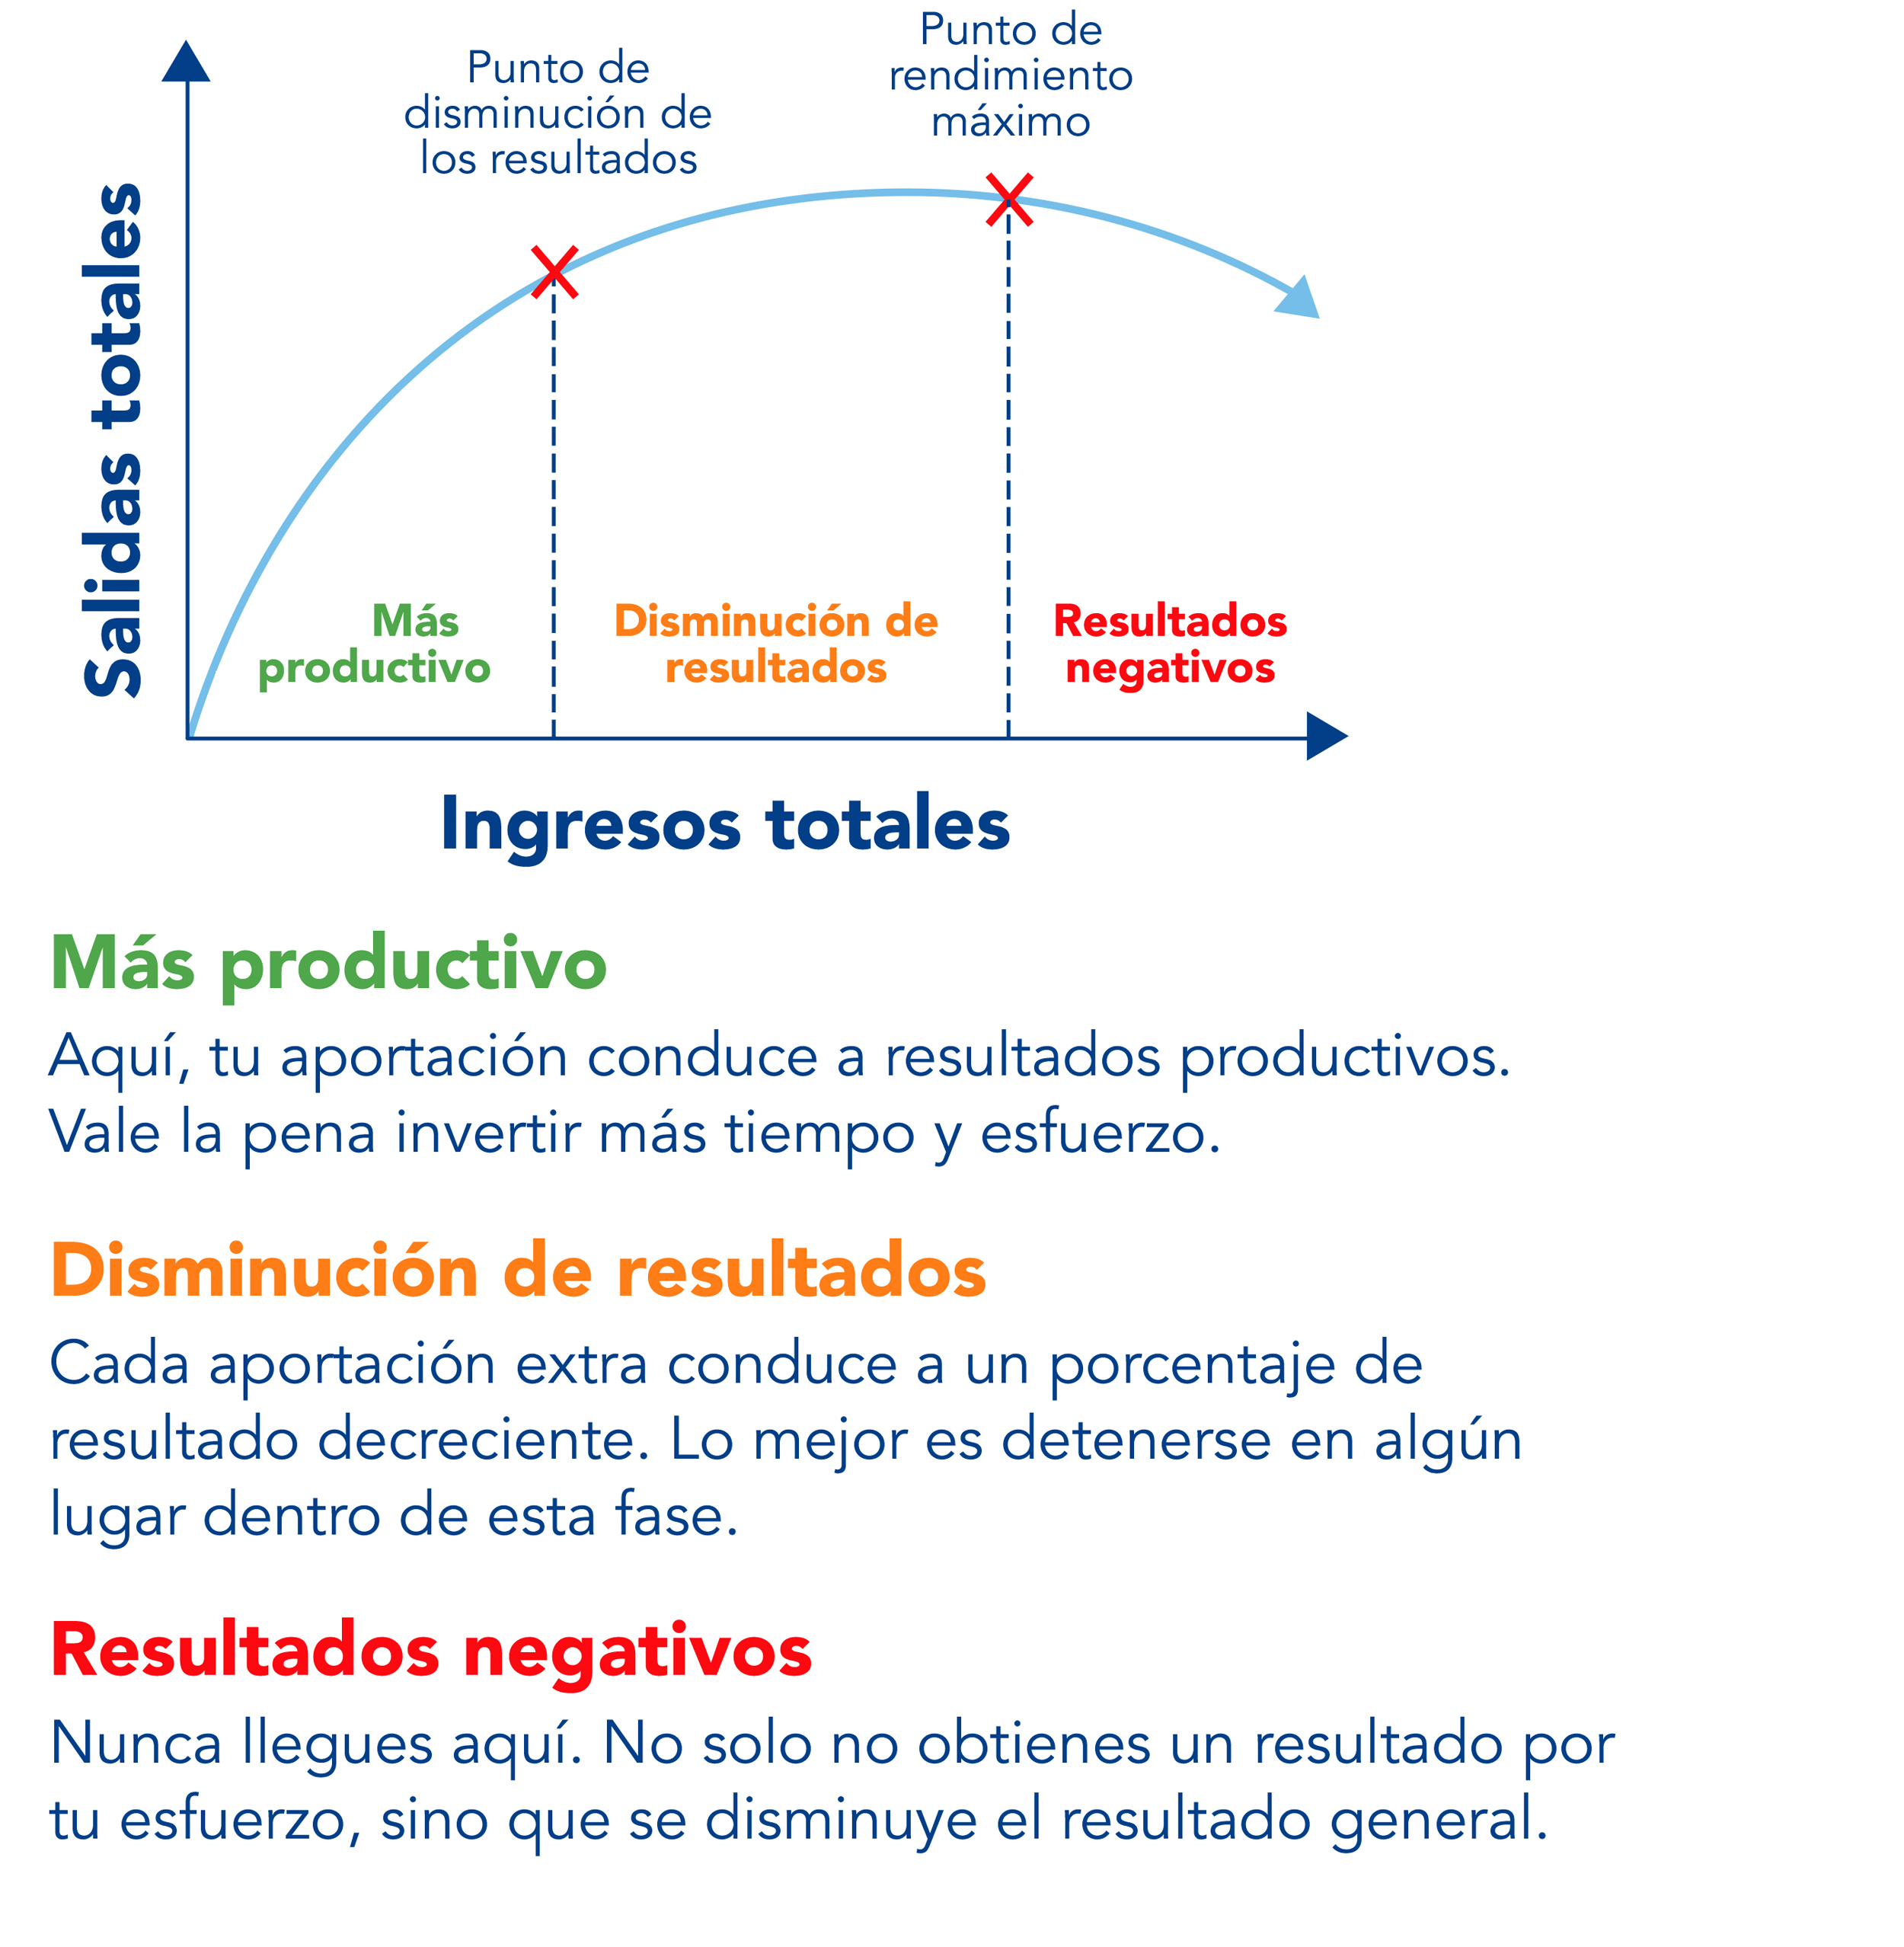 Punto de
rendimiento
máximo
Punto de
disminución de
los resultados
Salidas totales
Más
productivo
Disminución de
resultados
Resultados
negativos
Ingresos totales
Más productivo
Aquí, tu aportación conduce a resultados productivos.
Vale la pena invertir más tiempo y esfuerzo.
Disminución de resultados
Cada aportación extra conduce a un porcentaje de
resultado decreciente. Lo mejor es detenerse en algún
lugar dentro de esta fase.
Resultados negativos
Nunca llegues aquí. No solo no obtienes un resultado por
tu esfuerzo, sino que se disminuye el resultado general.